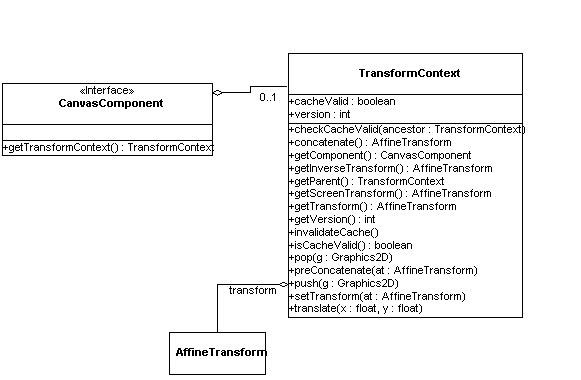 «Interface»
CanvasComponent
+getTransformContext() : TransformContext
0..1
TransformContext
+cacheValid : boolean
+version : int
+checkCacheValid(ancestor : TransformContext)
+concatenate() : AffineTransform
+getComponent() : CanvasComponent
+getInverseTransform() : AffineTransform
+getParent() : TransformContext
+getScreenTransform() : AffineTransform
+getTransform() : AffineTransform
+getVersion() : int
+invalidateCache()
+isCacheValid() : boolean
+pop(g : Graphics2D)
+preConcatenate(at : AffineTransform)
+push(g : Graphics2D)
+setTransform(at : AffineTransform)
+translate(x : float, y : float)
transform
AffineTransform